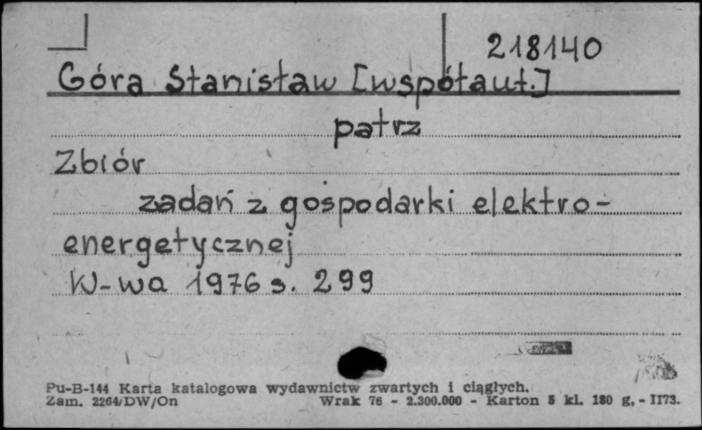 218140
Góra Stanisław [współaut.]
patrz
Zbiór
zadań z gospodarki elektro-
energetycznej
W-wa 1976 s. 299
Pu-B-144 Karta katalogowa wydawnictw zwartych i ciągłych.
Zam. 2264/DW/On Wrak 76 - 2.300.000 - Karton 5 kl. 180 g. - II73.